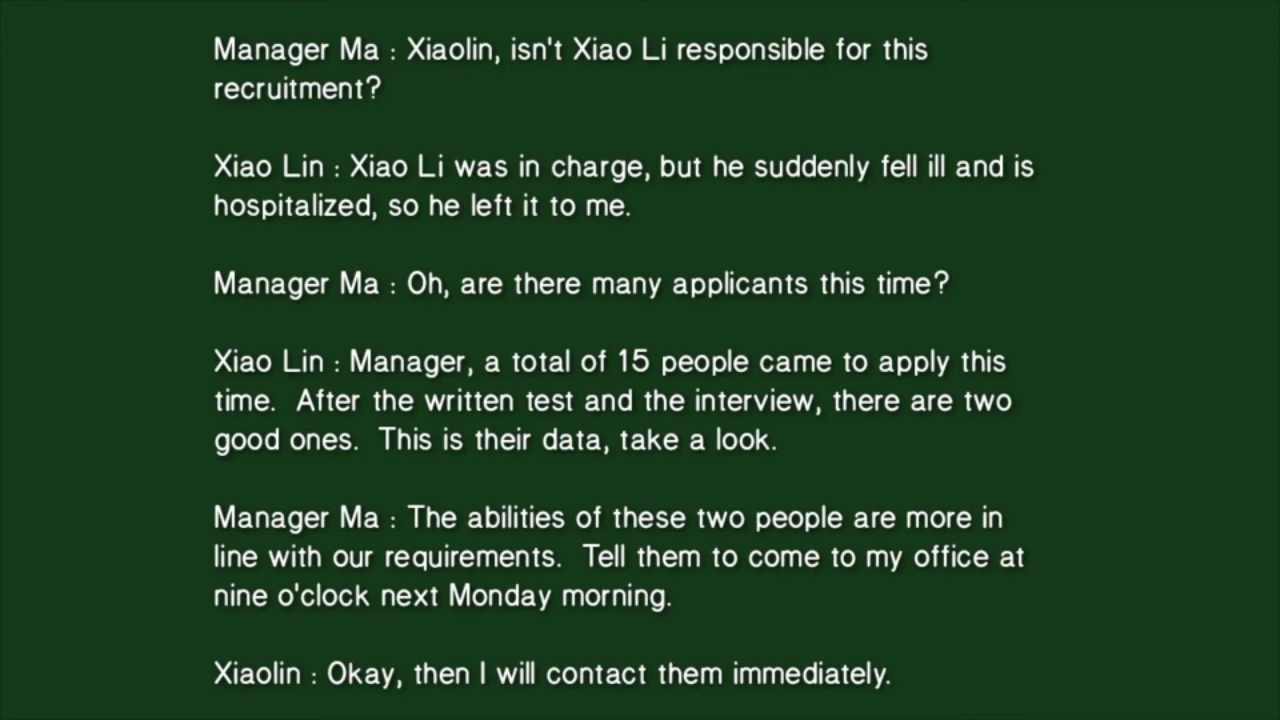 Manager Ma : Xiaolin, isn't Xiao Li responsible for this
recruitment?
Xiao Lin : Xiao Li was in charge, but he suddenly fell ill and is
hospitalized, so he left it to me.
Manager Ma : Oh, are there many applicants this time?
Xiao Lin : Manager, a total of 15 people came to apply this
time.  After the written test and the interview, there are two
good ones.  This is their data, take a look.
Manager Ma : The abilities of these two people are more in
line with our requirements.  Tell them to come to my office at
nine o'clock next Monday morning.
Xiaolin : Okay, then I will contact them immediately.